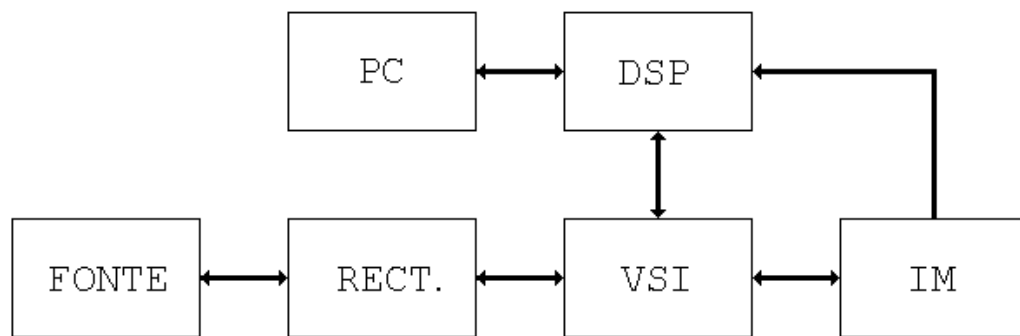 PC
DSP
FONTE
RECT.
VSI
IM